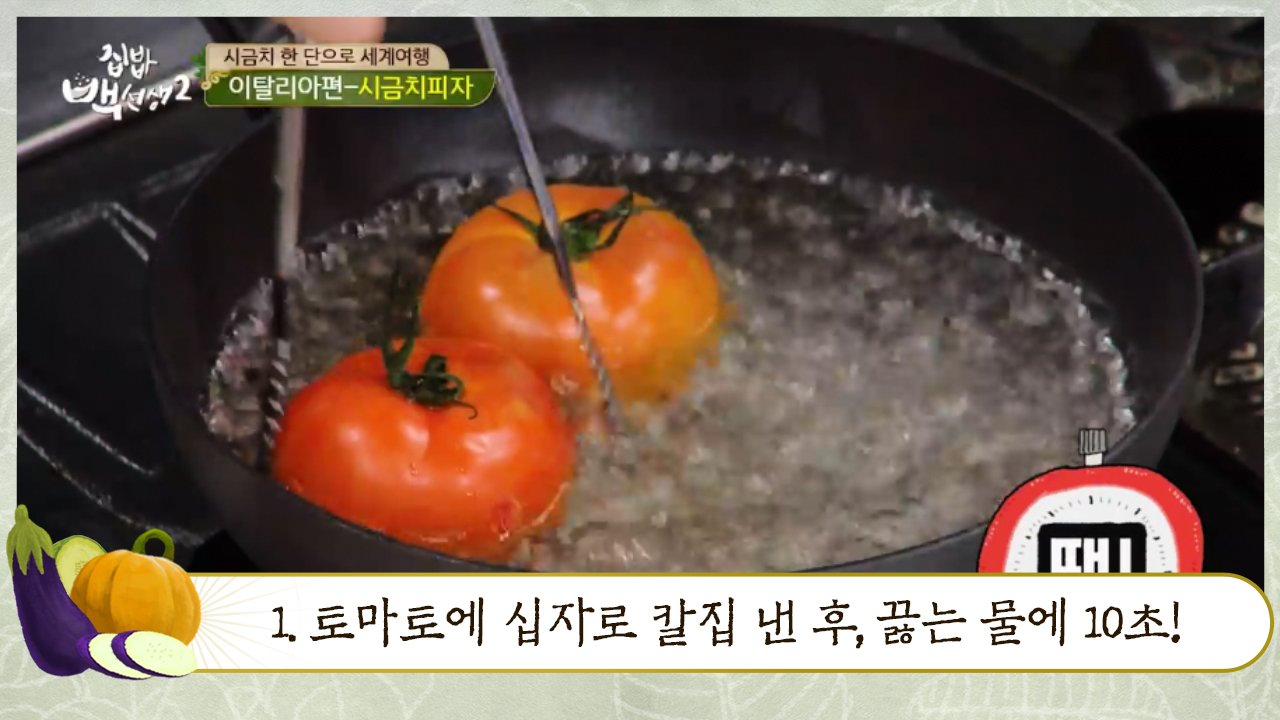 집밥
백선생2
시금치 한 단으로 세계여행
이탈리아편-시금치피자
땡!
1. 토마토에 십자로 칼집 낸 후, 끓는 물에 10초!